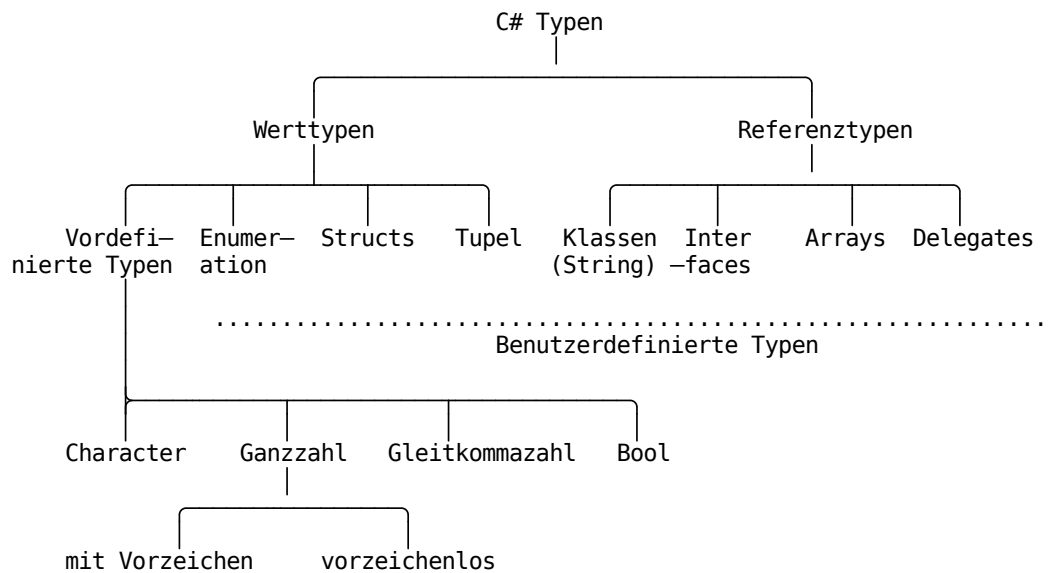 C# Typen
Werttypen Referenztypen
Vordefi– Enumer– Structs Tupel Klassen Inter Arrays Delegates
nierte Typen ation (String) –faces
Benutzerdefinierte Typen
Character Ganzzahl Gleitkommazahl Bool
mit Vorzeichen vorzeichenlos